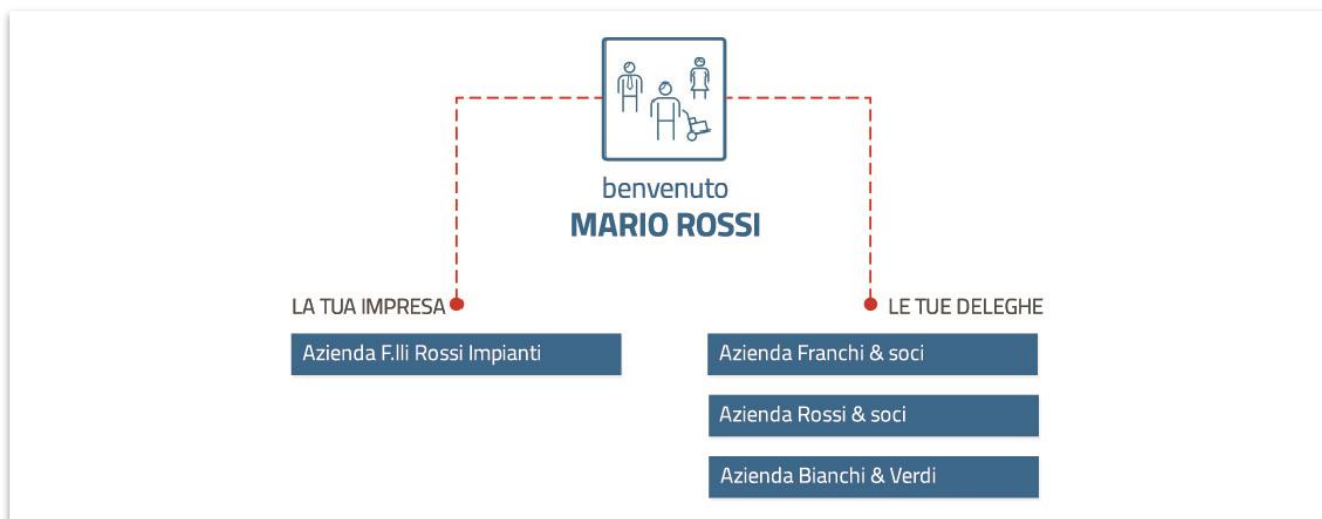 benvenuto
MARIO ROSSI
LA TUA IMPRESA
Azienda F.lli Rossi Impianti
LE TUE DELEGHE
Azienda Franchi & soci
Azienda Rossi & soci
Azienda Bianchi & Verdi